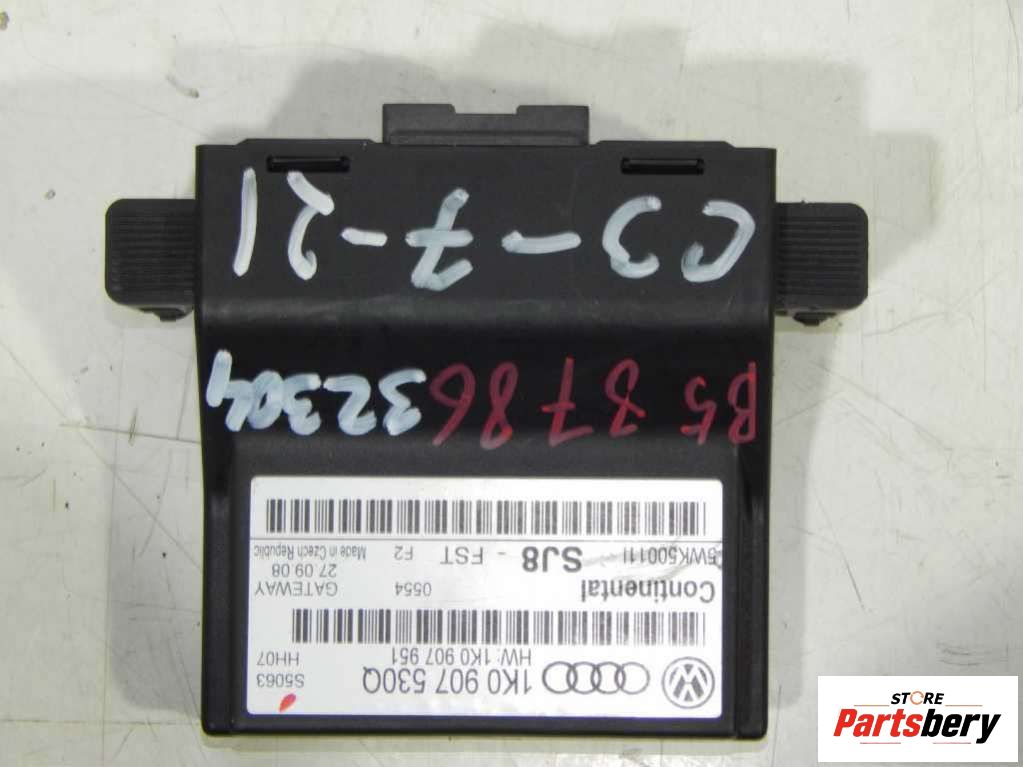 1K0 907 530Q S5063
HW: 1K0 907 951 HH07
Continental 0554 GATEWAY
27 09 08
5WK50011I SJ8 - FST F2 Made in Czech Republic
B5 3786 32304
C3-7-21
STORE
Partsbery